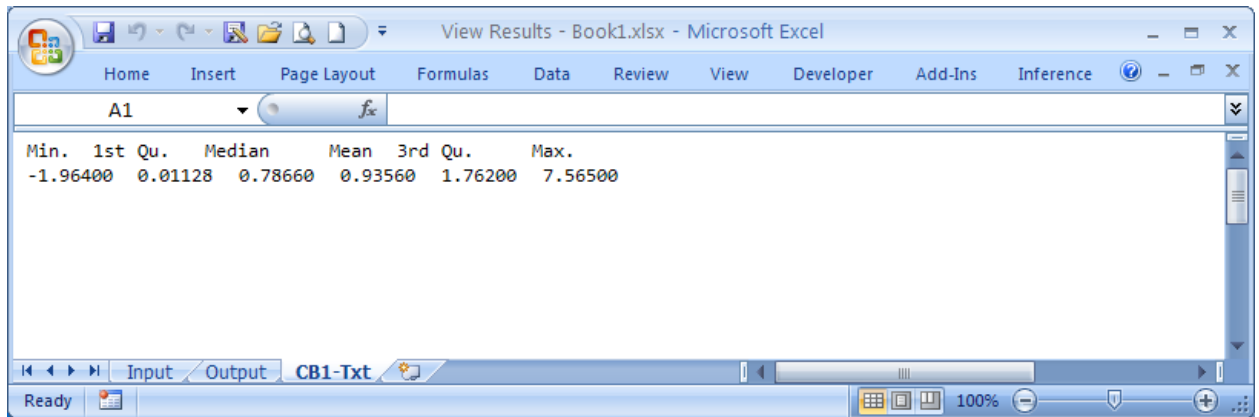 View Results - Book1.xlsx - Microsoft Excel
Home Insert Page Layout Formulas Data Review View Developer Add-Ins Inference
A1 fx
Min. 1st Qu. Median Mean 3rd Qu. Max.
-1.96400 0.01128 0.78660 0.93560 1.76200 7.56500
Input Output CB1-Txt
Ready 100%